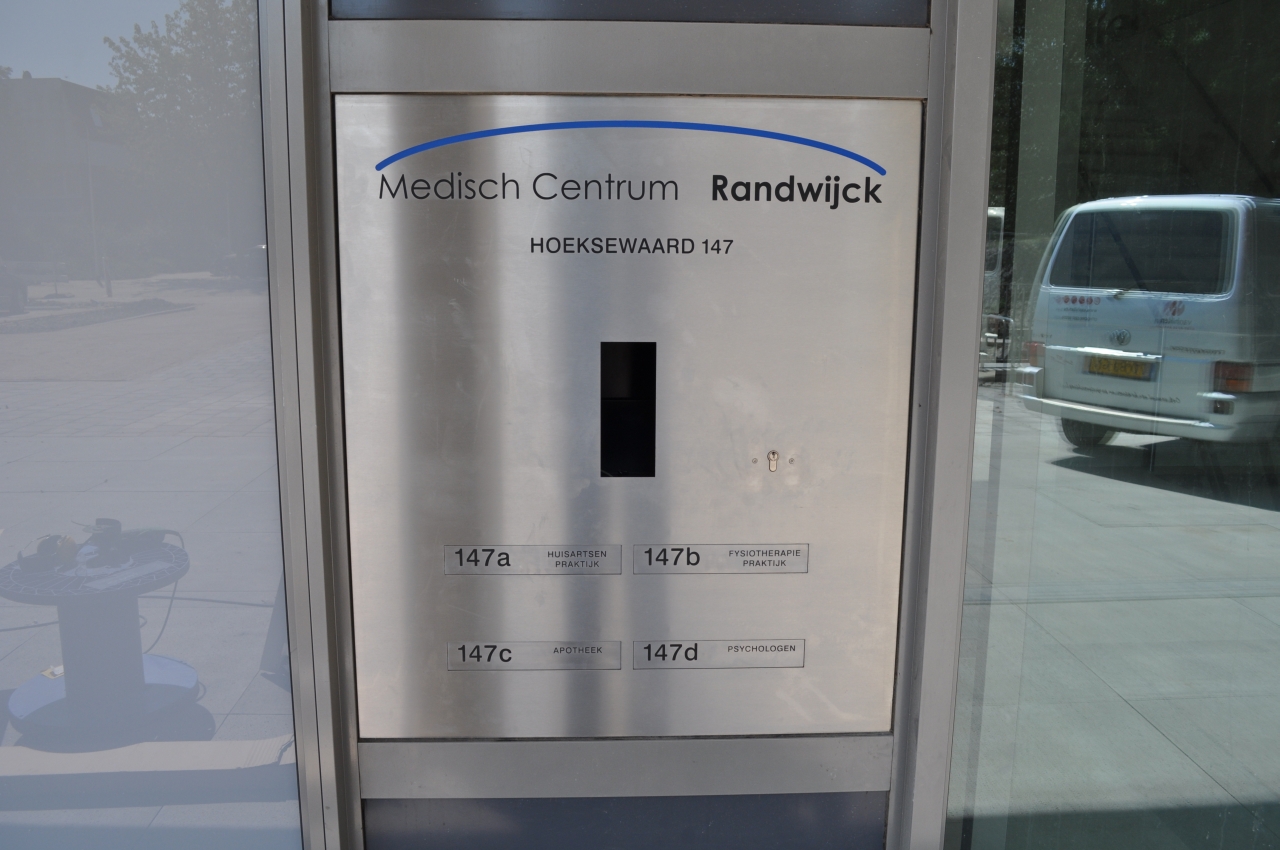 Medisch Centrum Randwijck
HOEKSEWAARD 147
147a HUISARTSEN
PRAKTIJK
147b FYSIOTHERAPIE
PRAKTIJK
147c APOTHEEK
147d PSYCHOLOGEN